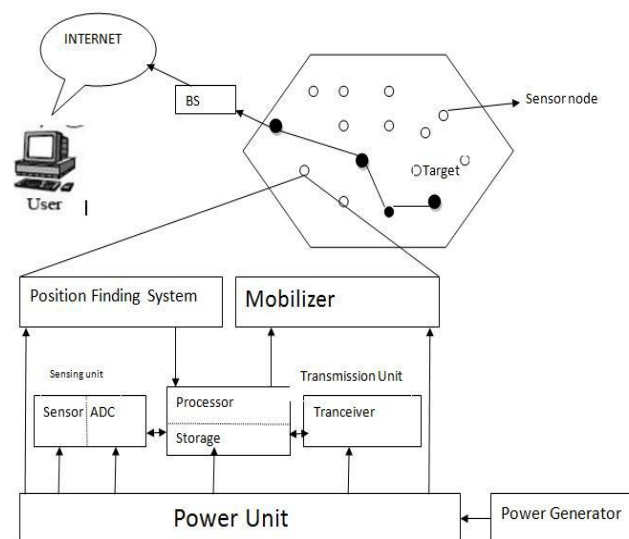 INTERNET
BS
Sensor node
Target
User
Position Finding System
Mobilizer
Sensing unit
Transmission Unit
Sensor
ADC
Processor
Storage
Tranceiver
Power Unit
Power Generator